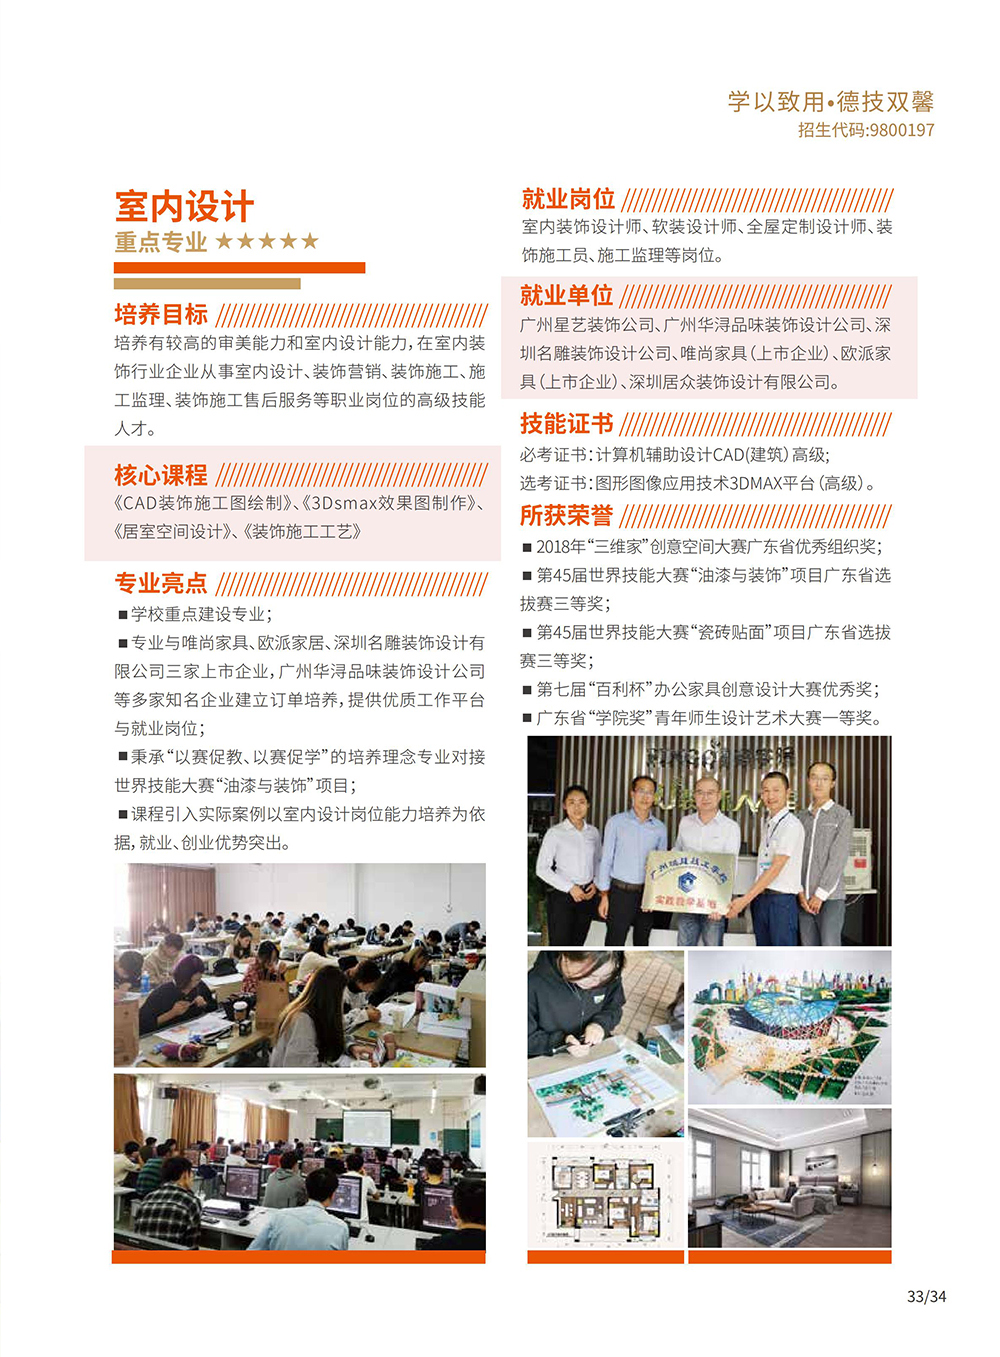 学以致用•德技双馨
招生代码:9800197
室内设计
重点专业 ★★★★★
培养目标
培养有较高的审美能力和室内设计能力，在室内装
饰行业企业从事室内设计、装饰营销、装饰施工、施
工监理、装饰施工售后服务等职业岗位的高级技能
人才。
核心课程
《CAD装饰施工图绘制》、《3Dsmax效果图制作》、
《居室空间设计》、《装饰施工工艺》
专业亮点
■学校重点建设专业；
■专业与唯尚家具、欧派家居、深圳名雕装饰设计有
限公司三家上市企业，广州华浔品味装饰设计公司
等多家知名企业建立订单培养，提供优质工作平台
与就业岗位；
■秉承“以赛促教、以赛促学”的培养理念专业对接
世界技能大赛“油漆与装饰”项目；
■课程引入实际案例以室内设计岗位能力培养为依
据，就业、创业优势突出。
就业岗位
室内装饰设计师、软装设计师、全屋定制设计师、装
饰施工员、施工监理等岗位。
就业单位
广州星艺装饰公司、广州华浔品味装饰设计公司、深
圳名雕装饰设计公司、唯尚家具（上市企业）、欧派家
具（上市企业）、深圳居众装饰设计有限公司。
技能证书
必考证书：计算机辅助设计CAD(建筑）高级；
选考证书：图形图像应用技术3DMAX平台（高级）。
所获荣誉
■ 2018年“三维家”创意空间大赛广东省优秀组织奖；
■ 第45届世界技能大赛“油漆与装饰”项目广东省选
拔赛三等奖；
■ 第45届世界技能大赛“瓷砖贴面”项目广东省选拔
赛三等奖；
■ 第七届“百利杯”办公家具创意设计大赛优秀奖；
■ 广东省“学院奖”青年师生设计艺术大赛一等奖。
实践教学基地
33/34